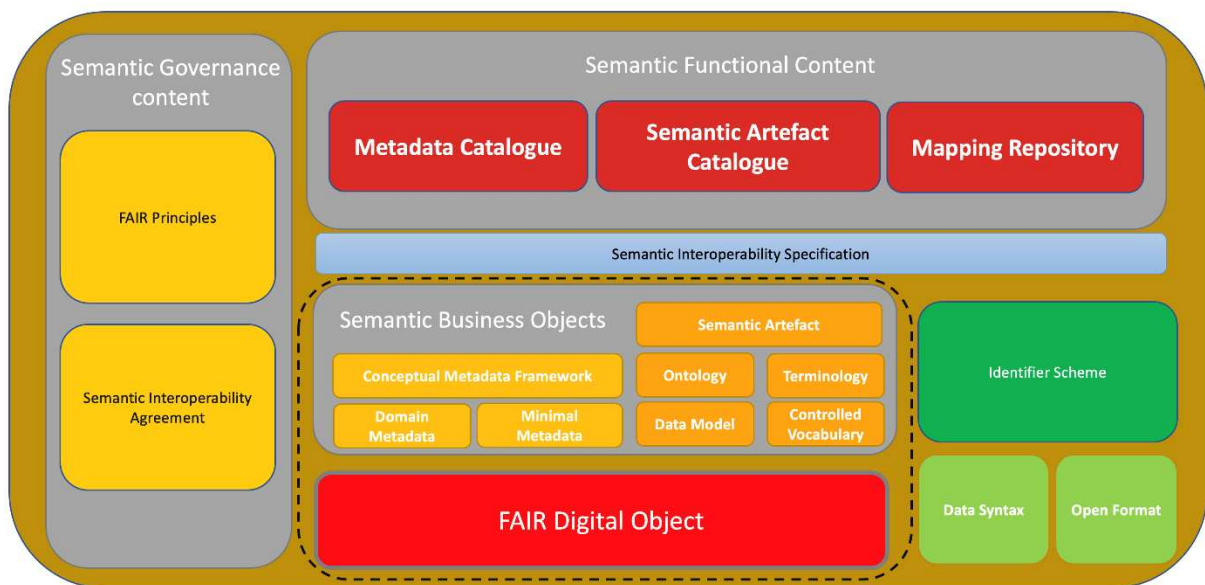 Semantic Governance
content
FAIR Principles
Semantic Interoperability
Agreement
Semantic Functional Content
Metadata Catalogue
Semantic Artefact
Catalogue
Mapping Repository
Semantic Interoperability Specification
Semantic Business Objects
Semantic Artefact
Conceptual Metadata Framework
Ontology
Terminology
Domain
Metadata
Minimal
Metadata
Data Model
Controlled
Vocabulary
FAIR Digital Object
Identifier Scheme
Data Syntax
Open Format